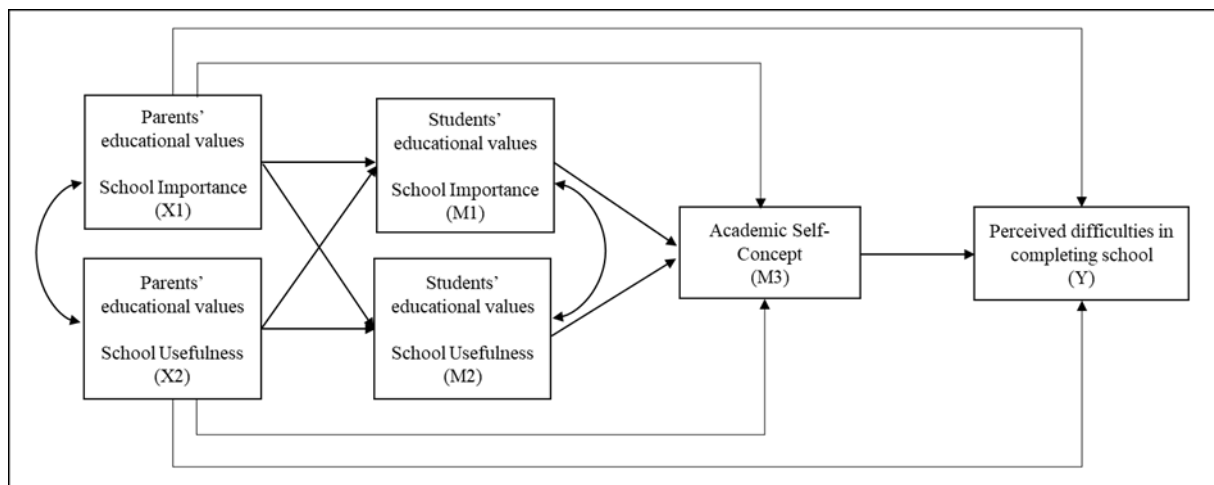 Parents’
educational values
School Importance
(X1)
Students’
educational values
School Importance
(M1)
Parents’
educational values
School Usefulness
(X2)
Students’
educational values
School Usefulness
(M2)
Academic Self-
Concept
(M3)
Perceived difficulties in
completing school
(Y)